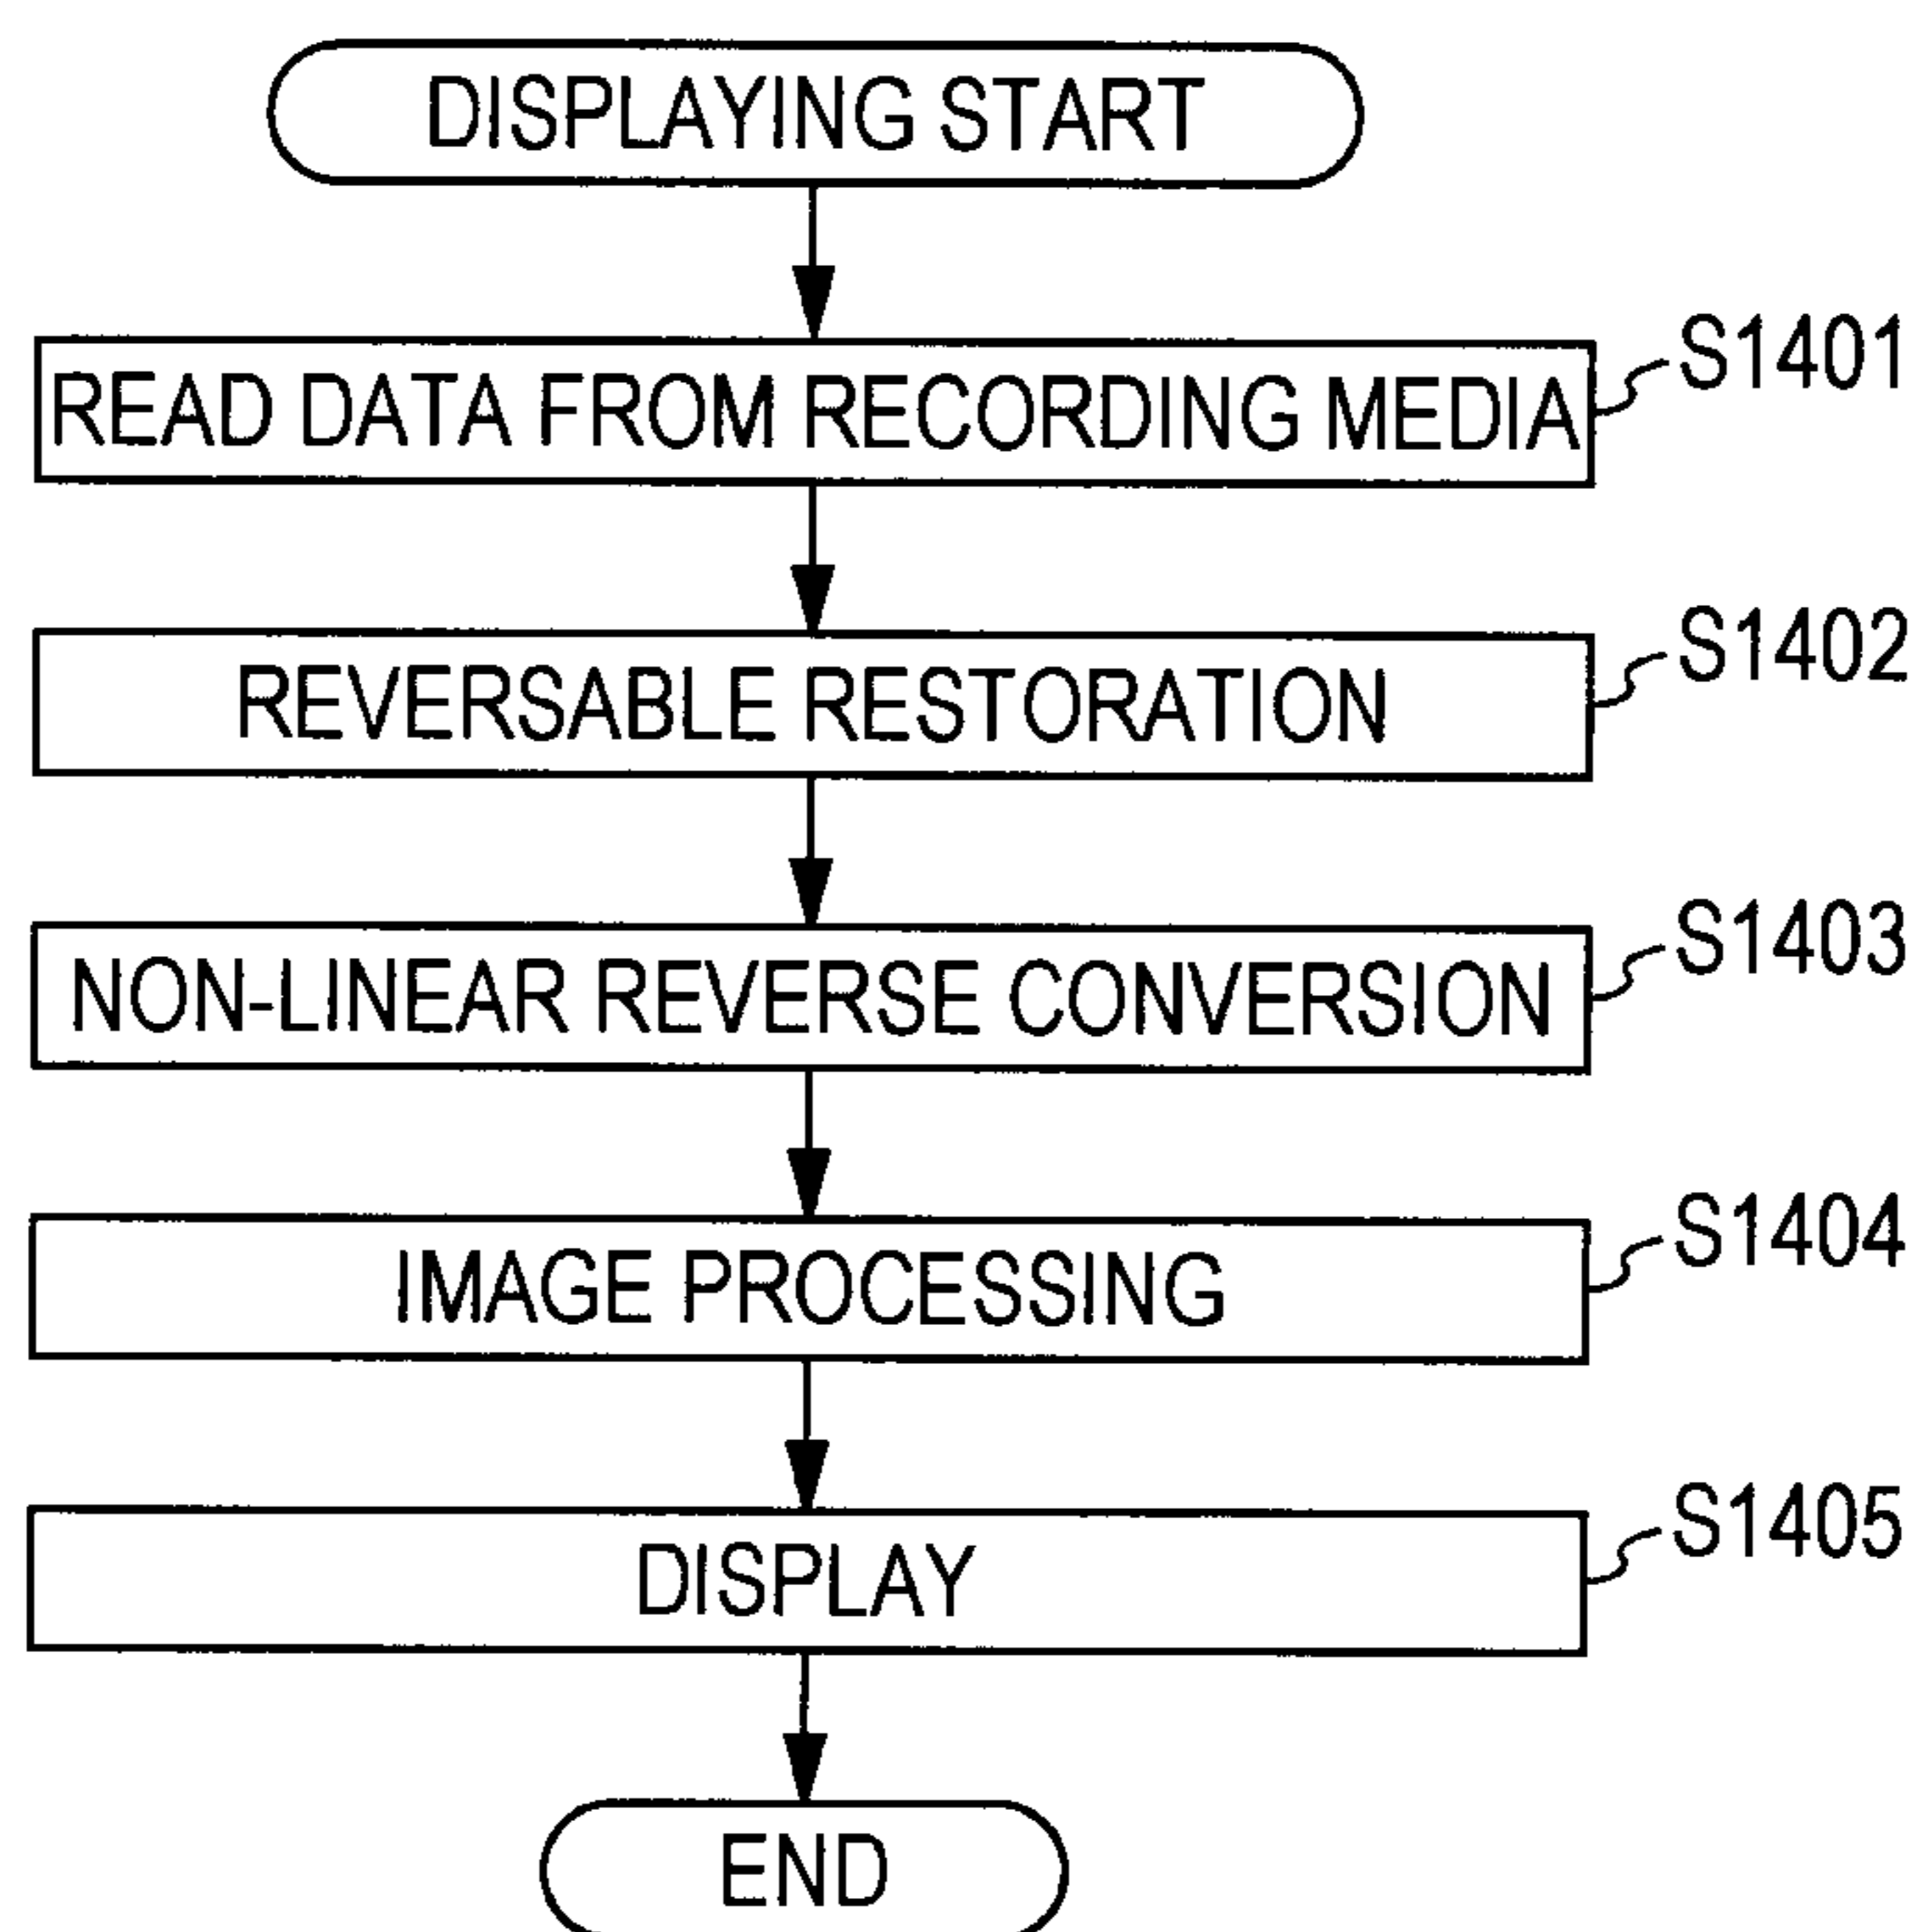 DISPLAYING START
READ DATA FROM RECORDING MEDIA
S1401
REVERSABLE RESTORATION
S1402
NON-LINEAR REVERSE CONVERSION
S1403
IMAGE PROCESSING
S1404
DISPLAY
S1405
END